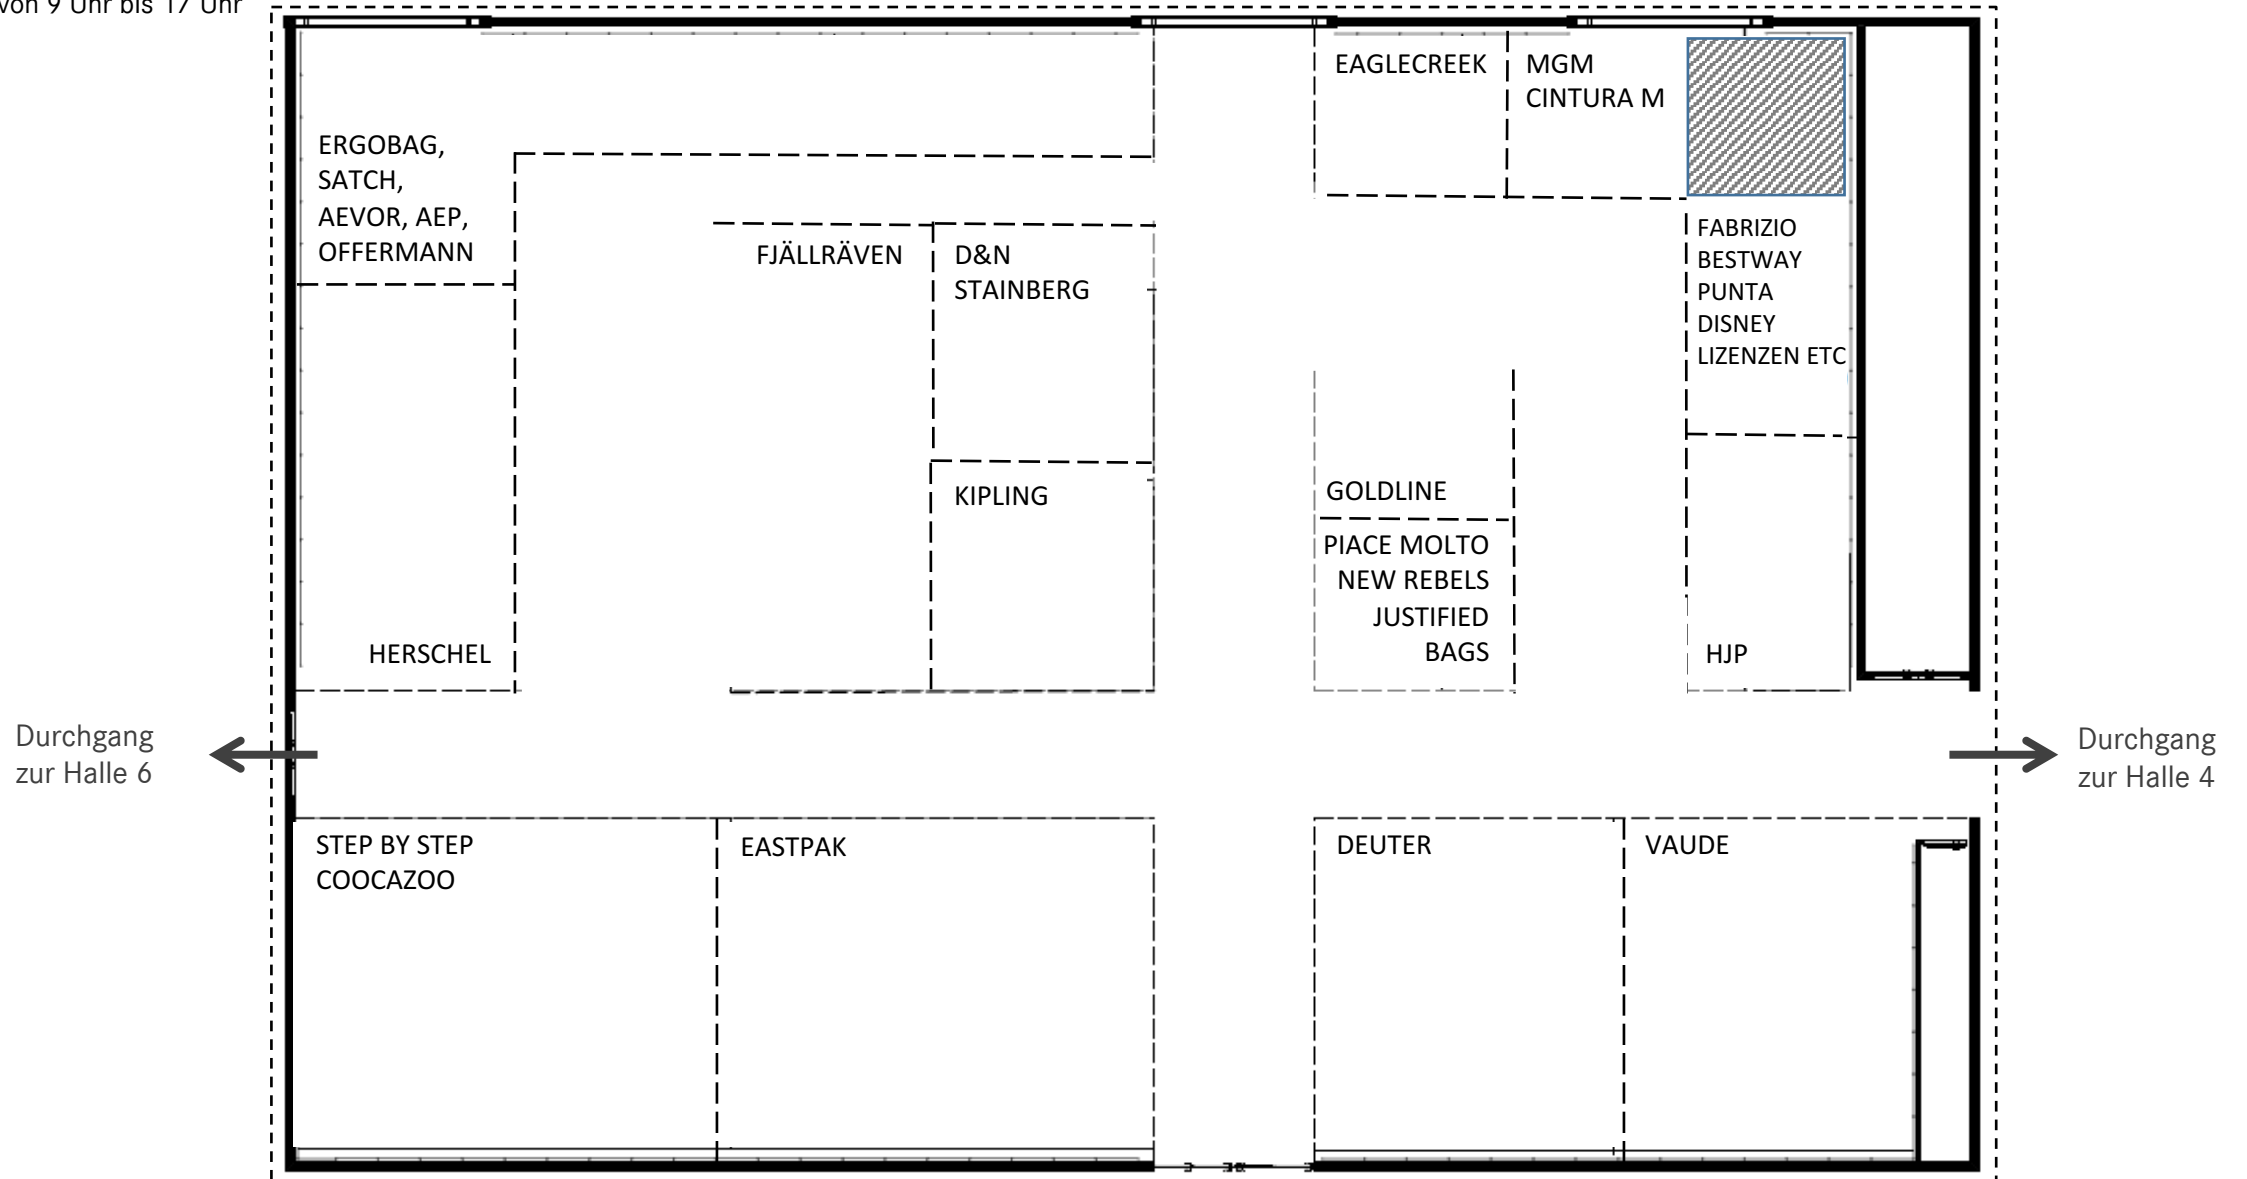 von 9 Uhr bis 17 Uhr
EAGLECREEK
MGM
CINTURA M
ERGOBAG,
SATCH,
AEVOR, AEP,
OFFERMANN
FJÄLLRÄVEN
D&N
STAINBERG
FABRIZIO
BESTWAY
PUNTA
DISNEY
LIZENZEN ETC
KIPLING
GOLDLINE
PIACE MOLTO
NEW REBELS
JUSTIFIED
BAGS
HERSCHEL
HJP
Durchgang
zur Halle 6
Durchgang
zur Halle 4
STEP BY STEP
COOCAZOO
EASTPAK
DEUTER
VAUDE